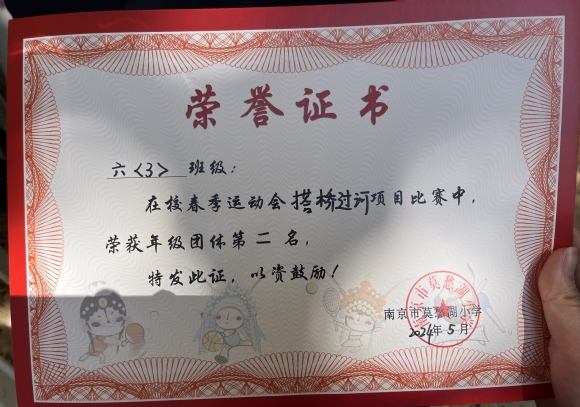 荣誉证书
六<3> 班级：
在校春季运动会搭桥过河项目比赛中，
荣获年级团体第二名，
特发此证，以资鼓励！
南京市莫愁湖小学
2024年5月